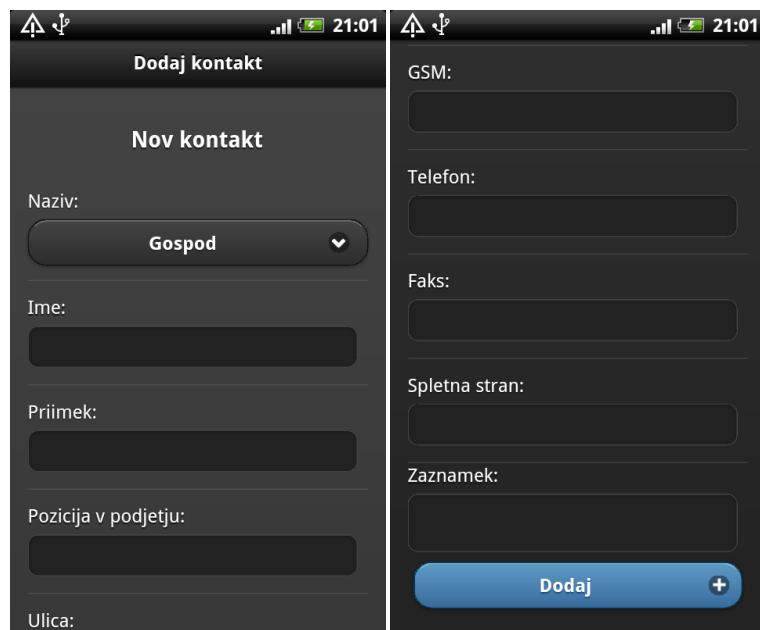 21:01
Dodaj kontakt
Nov kontakt
Naziv:
Gospod
Ime:
Priimek:
Pozicija v podjetju:
Ulica:
21:01
GSM:
Telefon:
Faks:
Spletna stran:
Zaznamek:
Dodaj